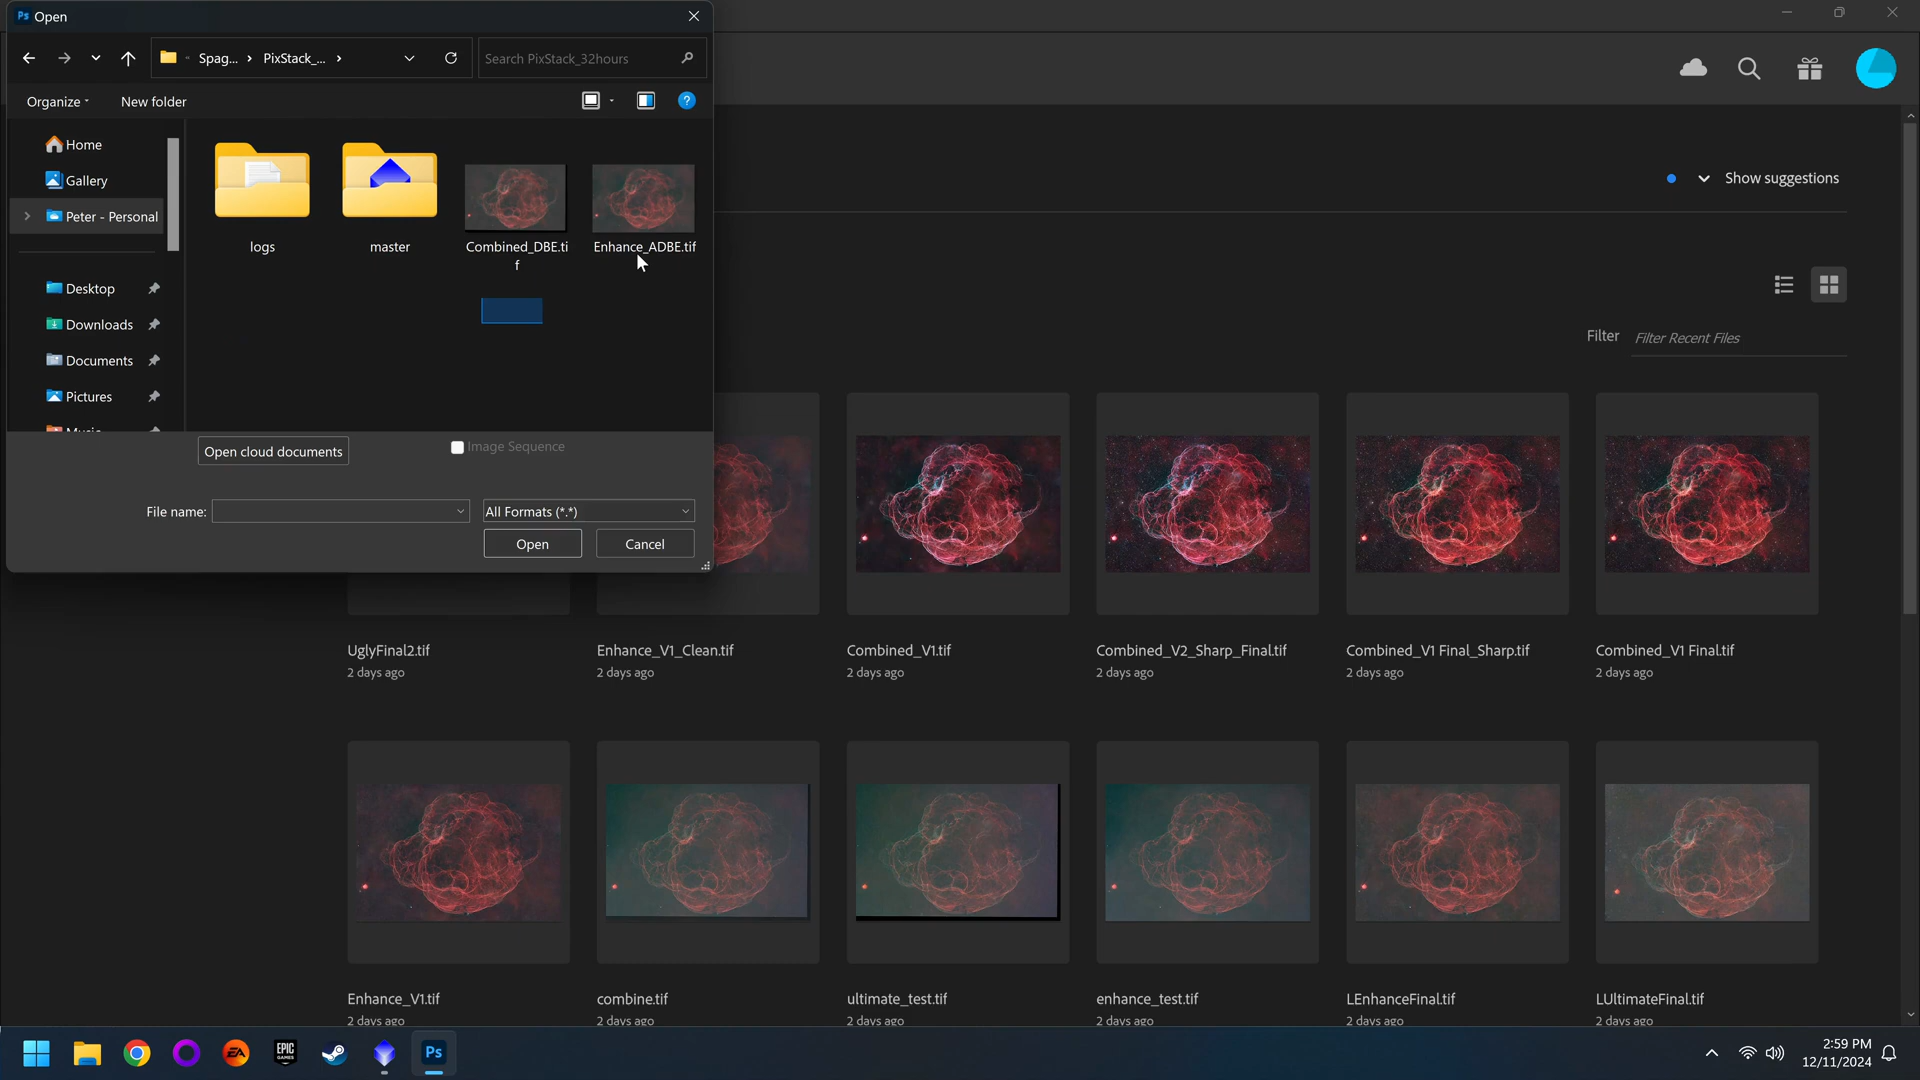 Ps Open
Spag... PixStack_...
Search PixStack_32hours
Organize
New folder
Home
Gallery
Peter - Personal
Desktop
Downloads
Documents
Pictures
Music
logs
master
Combined_DBE.ti
f
Enhance_ADBE.tif
Open cloud documents
Image Sequence
File name:
All Formats (*.*)
Open
Cancel
Show suggestions
Filter
Filter Recent Files
UglyFinal2.tif
2 days ago
Enhance_V1_Clean.tif
2 days ago
Combined_V1.tif
2 days ago
Combined_V2_Sharp_Final.tif
2 days ago
Combined_V1 Final_Sharp.tif
2 days ago
Combined_V1 Final.tif
2 days ago
Enhance_V1.tif
2 days ago
combine.tif
2 days ago
ultimate_test.tif
2 days ago
enhance_test.tif
2 days ago
LEnhanceFinal.tif
2 days ago
LUltimateFinal.tif
2 days ago
EA
EPIC
GAMES
Ps
2:59 PM
12/11/2024